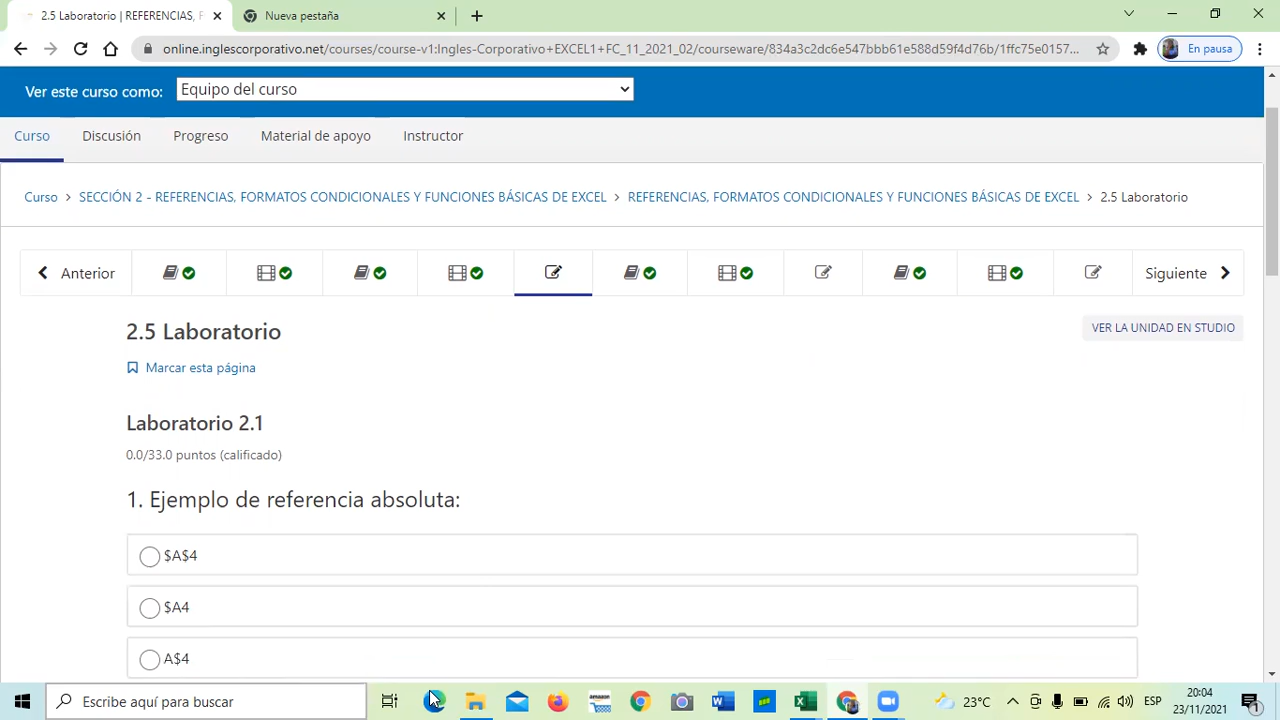 2.5 Laboratorio | REFERENCIAS, F
Nueva pestaña
online.inglescorporativo.net/courses/course-v1:Ingles-Corporativo+EXCEL1+FC_11_2021_02/courseware/834a3c2dc6e547bbb61e588d59f4d76b/1ffc75e0157...
En pausa
Ver este curso como:
Equipo del curso
Curso
Discusión
Progreso
Material de apoyo
Instructor
Curso > SECCIÓN 2 - REFERENCIAS, FORMATOS CONDICIONALES Y FUNCIONES BÁSICAS DE EXCEL > REFERENCIAS, FORMATOS CONDICIONALES Y FUNCIONES BÁSICAS DE EXCEL > 2.5 Laboratorio
Anterior
Siguiente
2.5 Laboratorio
VER LA UNIDAD EN STUDIO
Marcar esta página
Laboratorio 2.1
0.0/33.0 puntos (calificado)
1. Ejemplo de referencia absoluta:
$A$4
$A4
A$4
Escribe aquí para buscar
23°C
ESP
20:04
23/11/2021